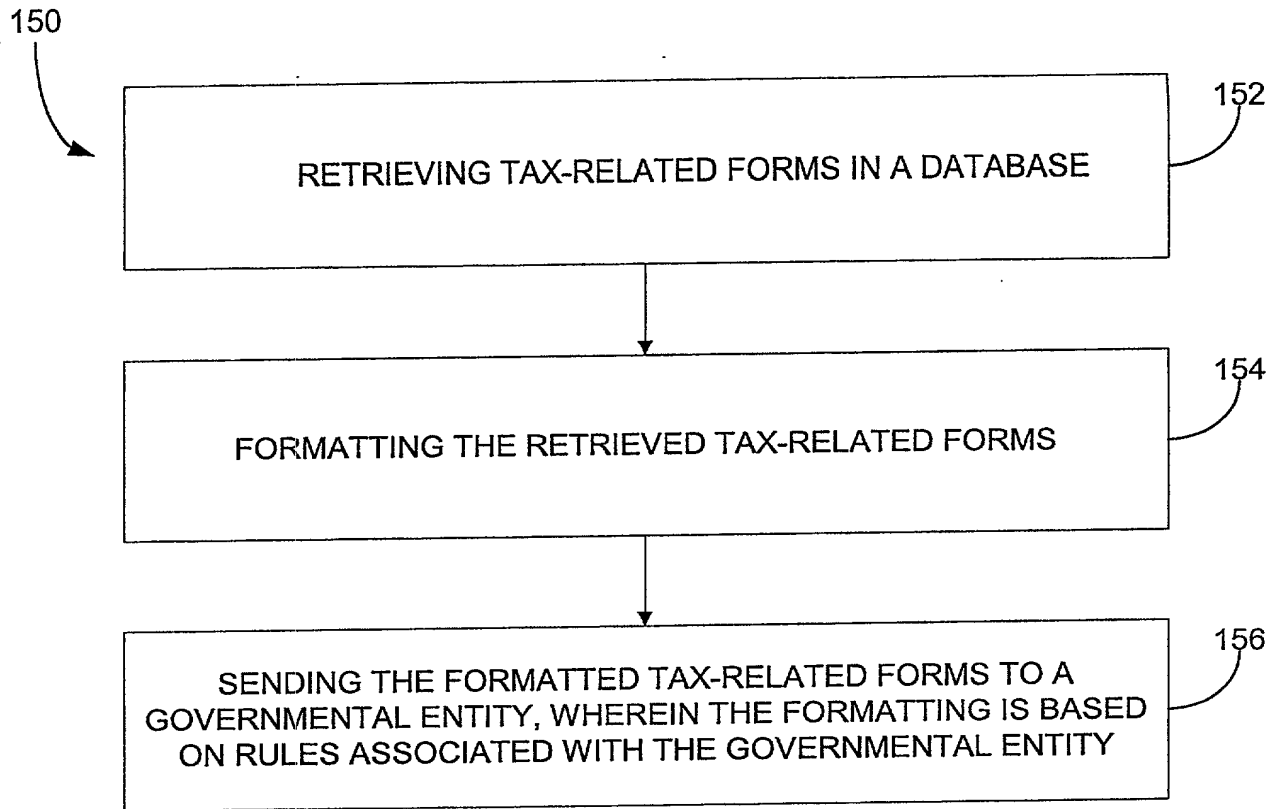 150
152
RETRIEVING TAX-RELATED FORMS IN A DATABASE
154
FORMATTING THE RETRIEVED TAX-RELATED FORMS
156
SENDING THE FORMATTED TAX-RELATED FORMS TO A
GOVERNMENTAL ENTITY, WHEREIN THE FORMATTING IS BASED
ON RULES ASSOCIATED WITH THE GOVERNMENTAL ENTITY